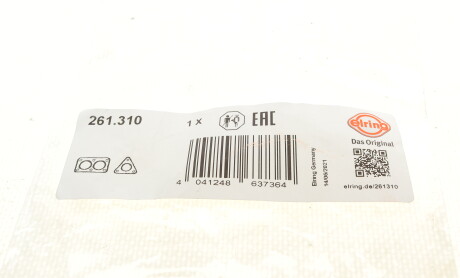 261.310
1 x
EAC
elring
Das Original
4 041248 637364
Elring Germany
14/06/2021
elring.de/261310